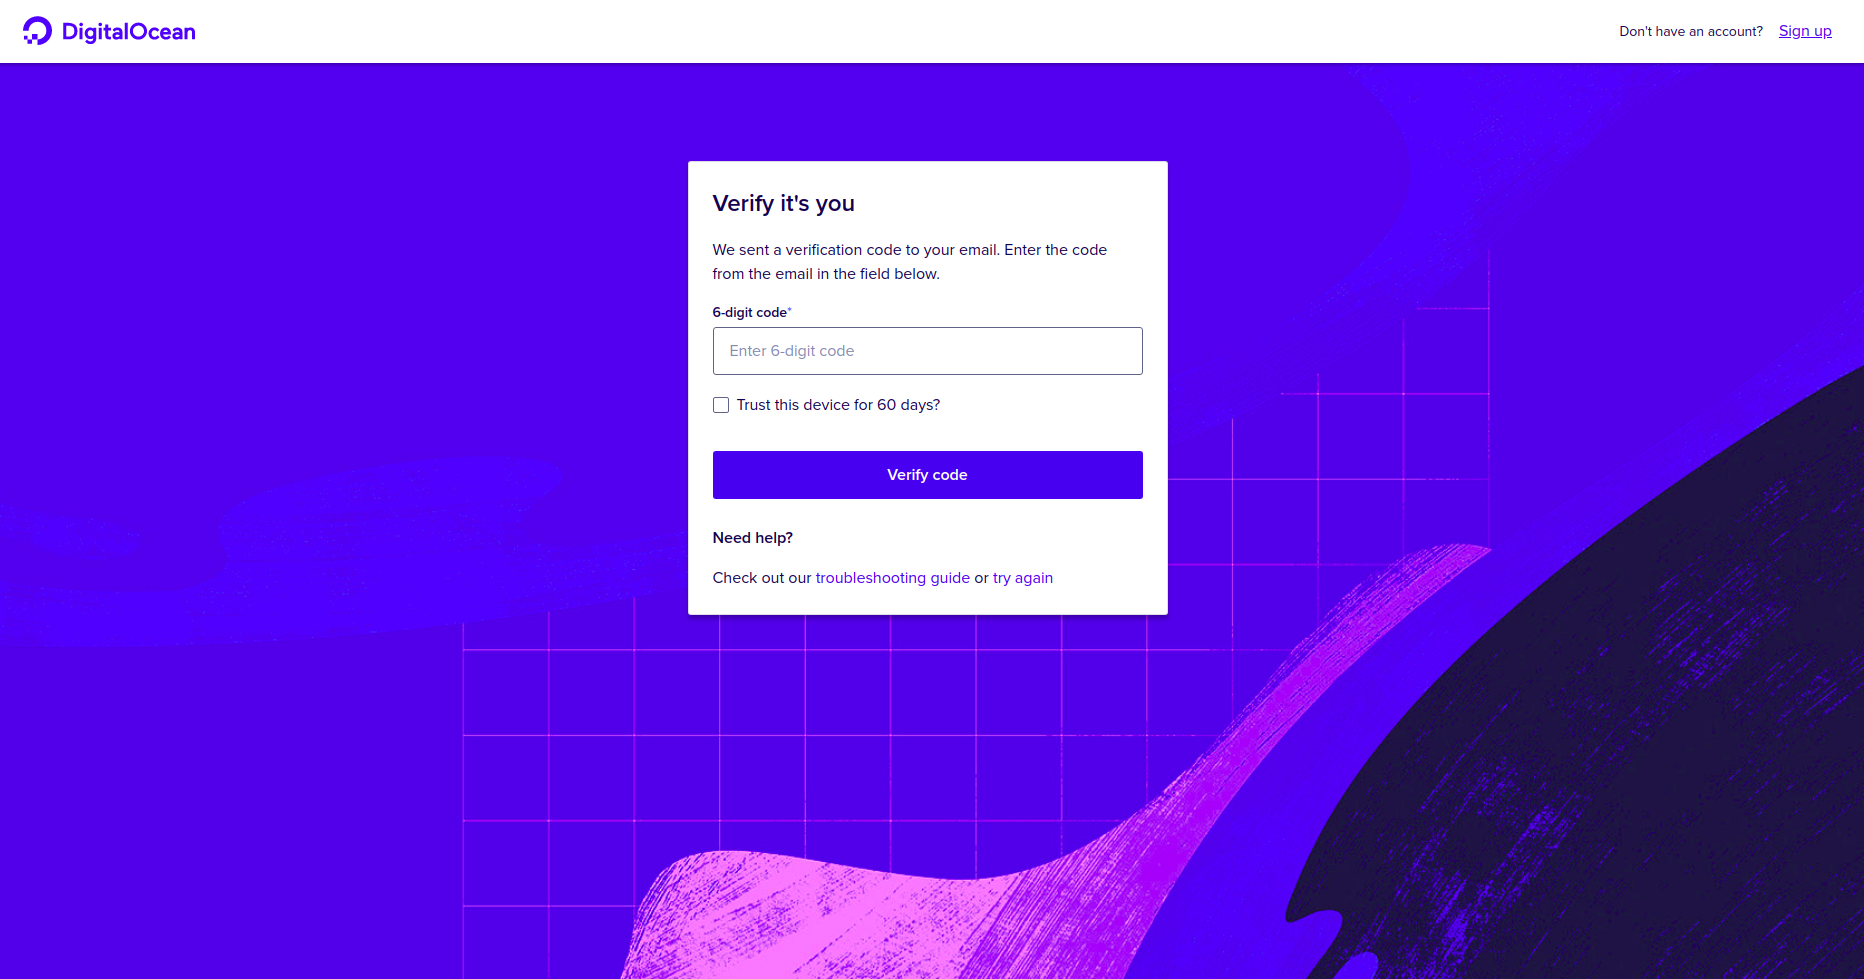 DigitalOcean
Don't have an account? Sign up
Verify it's you
We sent a verification code to your email. Enter the code
from the email in the field below.
6-digit code*
Enter 6-digit code
Trust this device for 60 days?
Verify code
Need help?
Check out our troubleshooting guide or try again